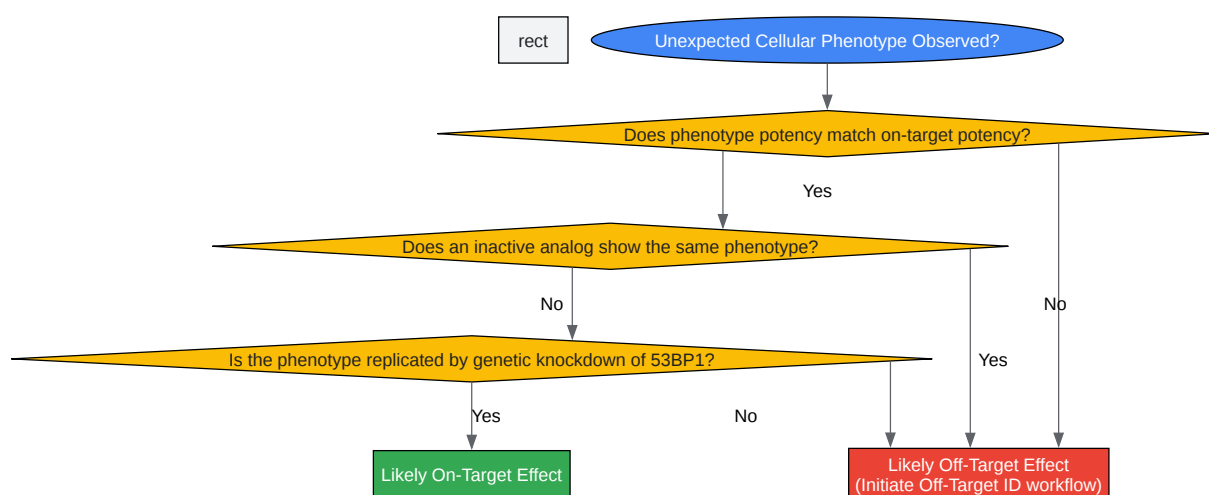 rect
Unexpected Cellular Phenotype Observed?
Does phenotype potency match on-target potency?
Yes
Does an inactive analog show the same phenotype?
No
No
Is the phenotype replicated by genetic knockdown of 53BP1?
Yes
Yes
No
Likely On-Target Effect
Likely Off-Target Effect
(Initiate Off-Target ID workflow)